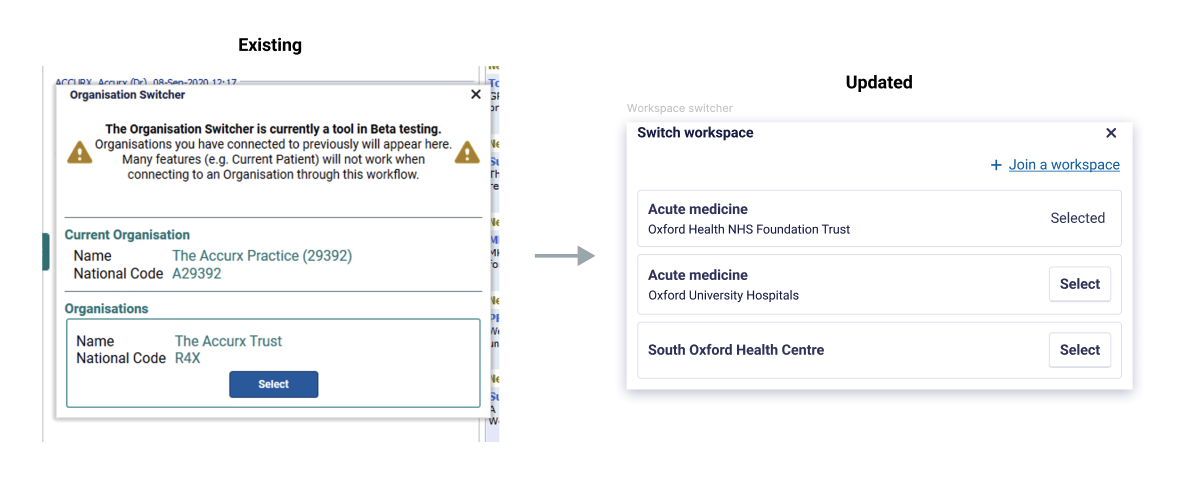 Existing
ACCURX, Accurx (Dr), 08-Sep-2020 12:17
Organisation Switcher
The Organisation Switcher is currently a tool in Beta testing.
Organisations you have connected to previously will appear here.
Many features (e.g. Current Patient) will not work when
connecting to an Organisation through this workflow.
Current Organisation
Name The Accurx Practice (29392)
National Code A29392
Organisations
Name The Accurx Trust
National Code R4X
Select
Updated
Workspace switcher
Switch workspace
+ Join a workspace
Acute medicine
Oxford Health NHS Foundation Trust
Selected
Acute medicine
Oxford University Hospitals
Select
South Oxford Health Centre
Select